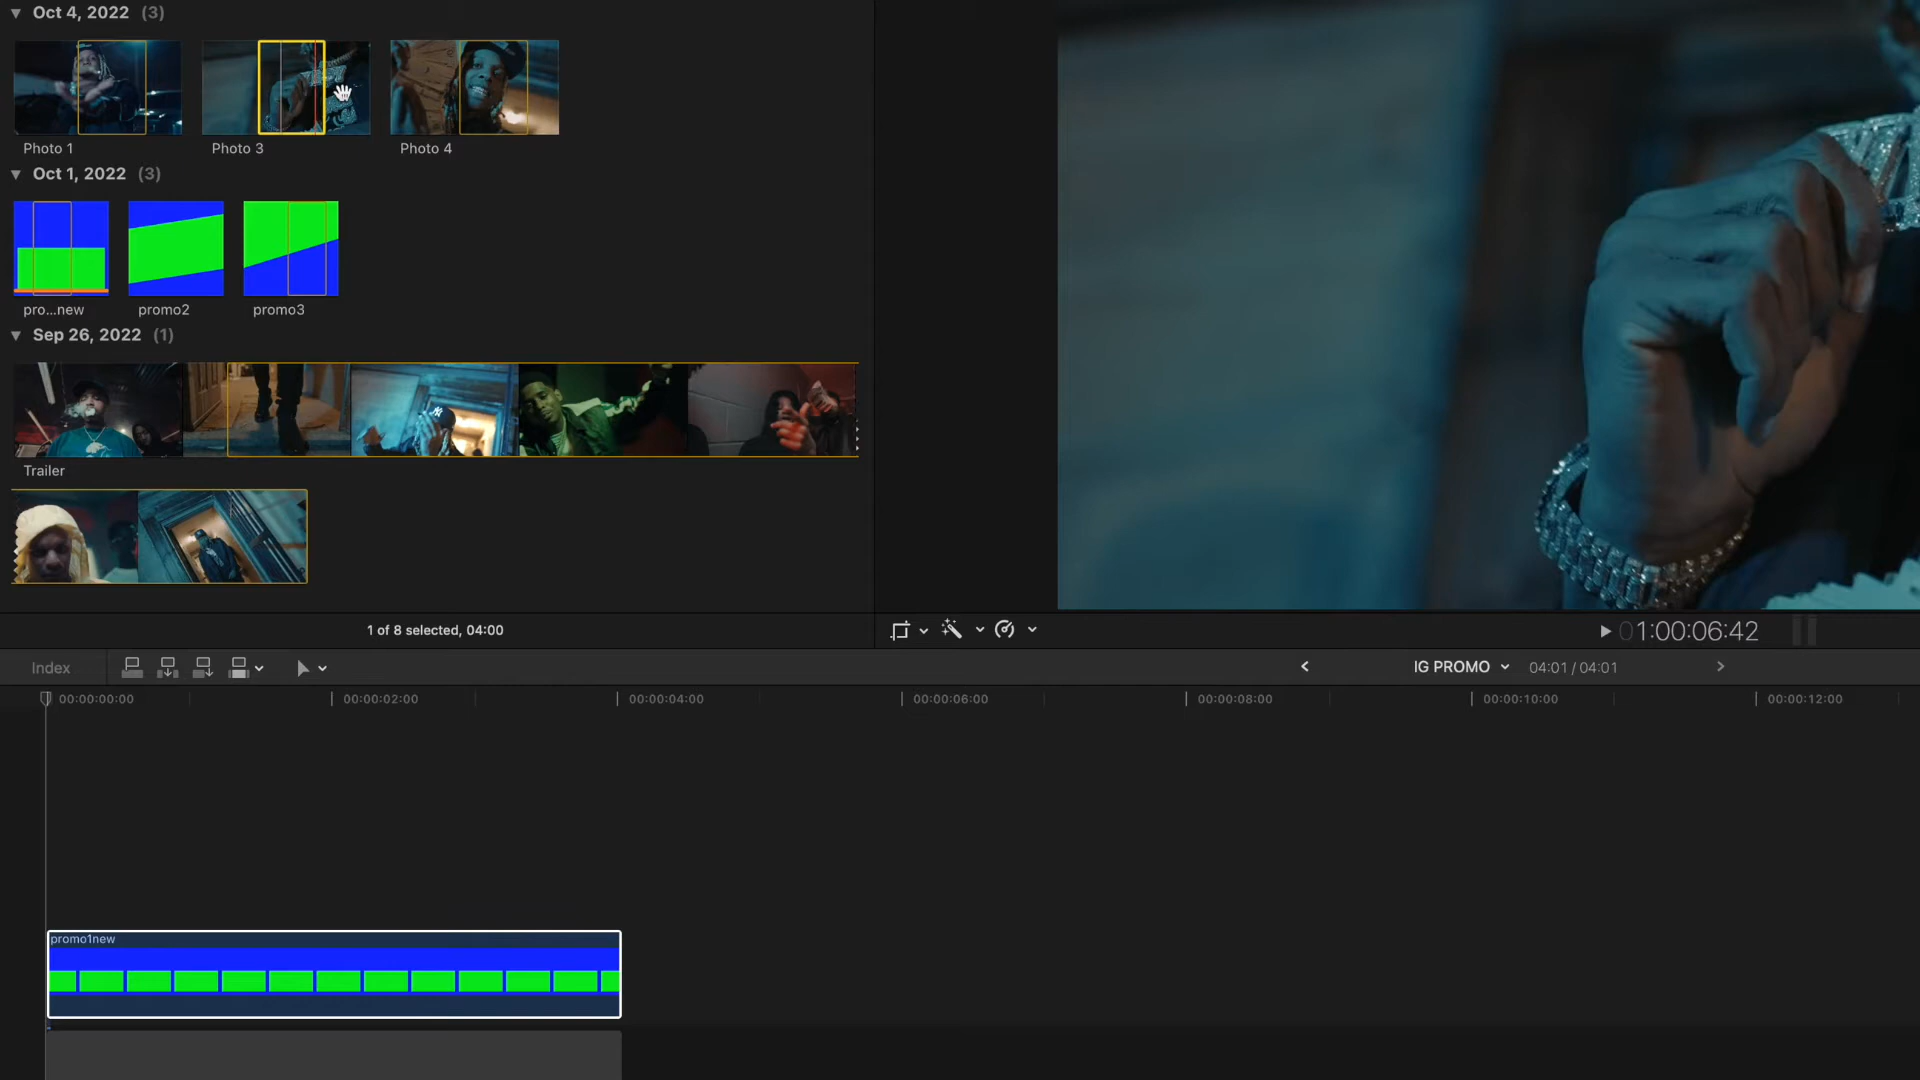 Oct 4, 2022 (3)
Photo 1
Photo 3
Photo 4
Oct 1, 2022 (3)
pro...new
promo2
promo3
Sep 26, 2022 (1)
Trailer
1 of 8 selected, 04:00
01:00:06:42
Index
IG PROMO
04:01 / 04:01
00:00:00:00
00:00:02:00
00:00:04:00
00:00:06:00
00:00:08:00
00:00:10:00
00:00:12:00
promo1new